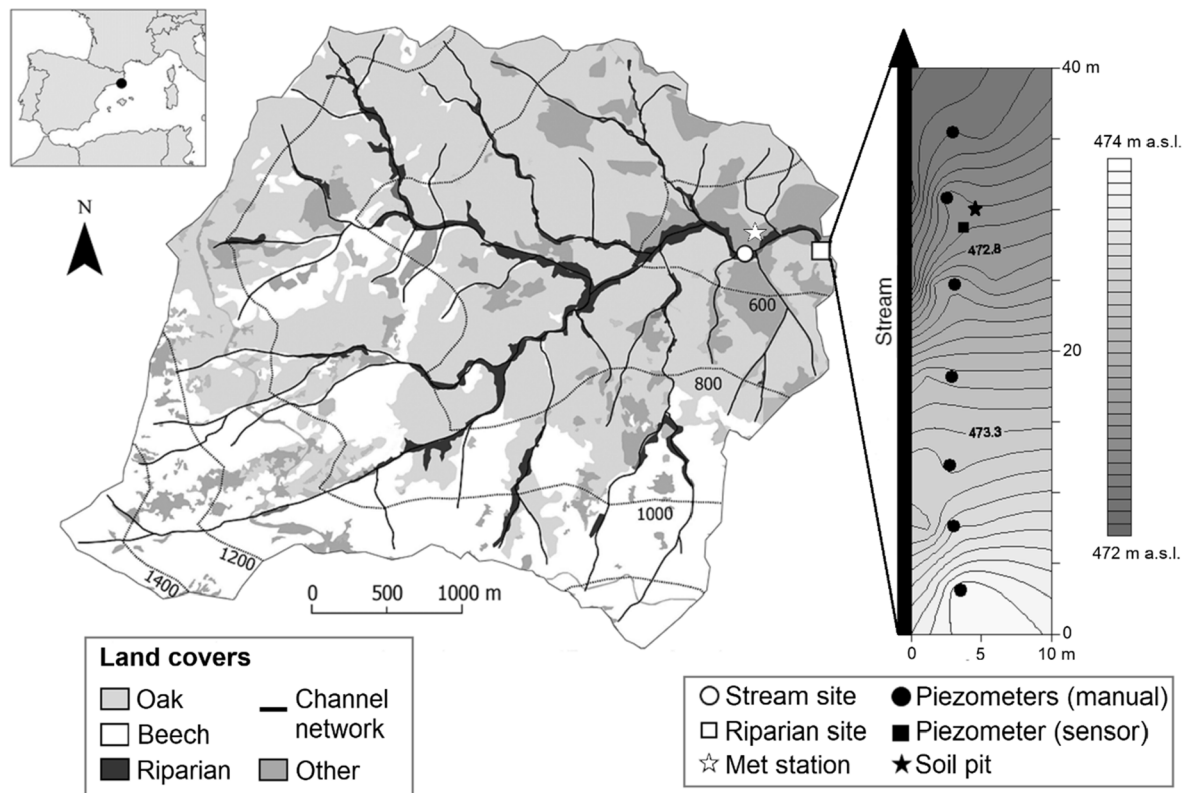 N
600
800
1000
1200
1400
0 500 1000 m
Land covers
Oak
Beech
Riparian
Channel
network
Other
Stream
40 m
20
0
0 5 10 m
472.8
473.3
474 m a.s.l.
472 m a.s.l.
Stream site
Riparian site
Met station
Piezometers (manual)
Piezometer (sensor)
Soil pit